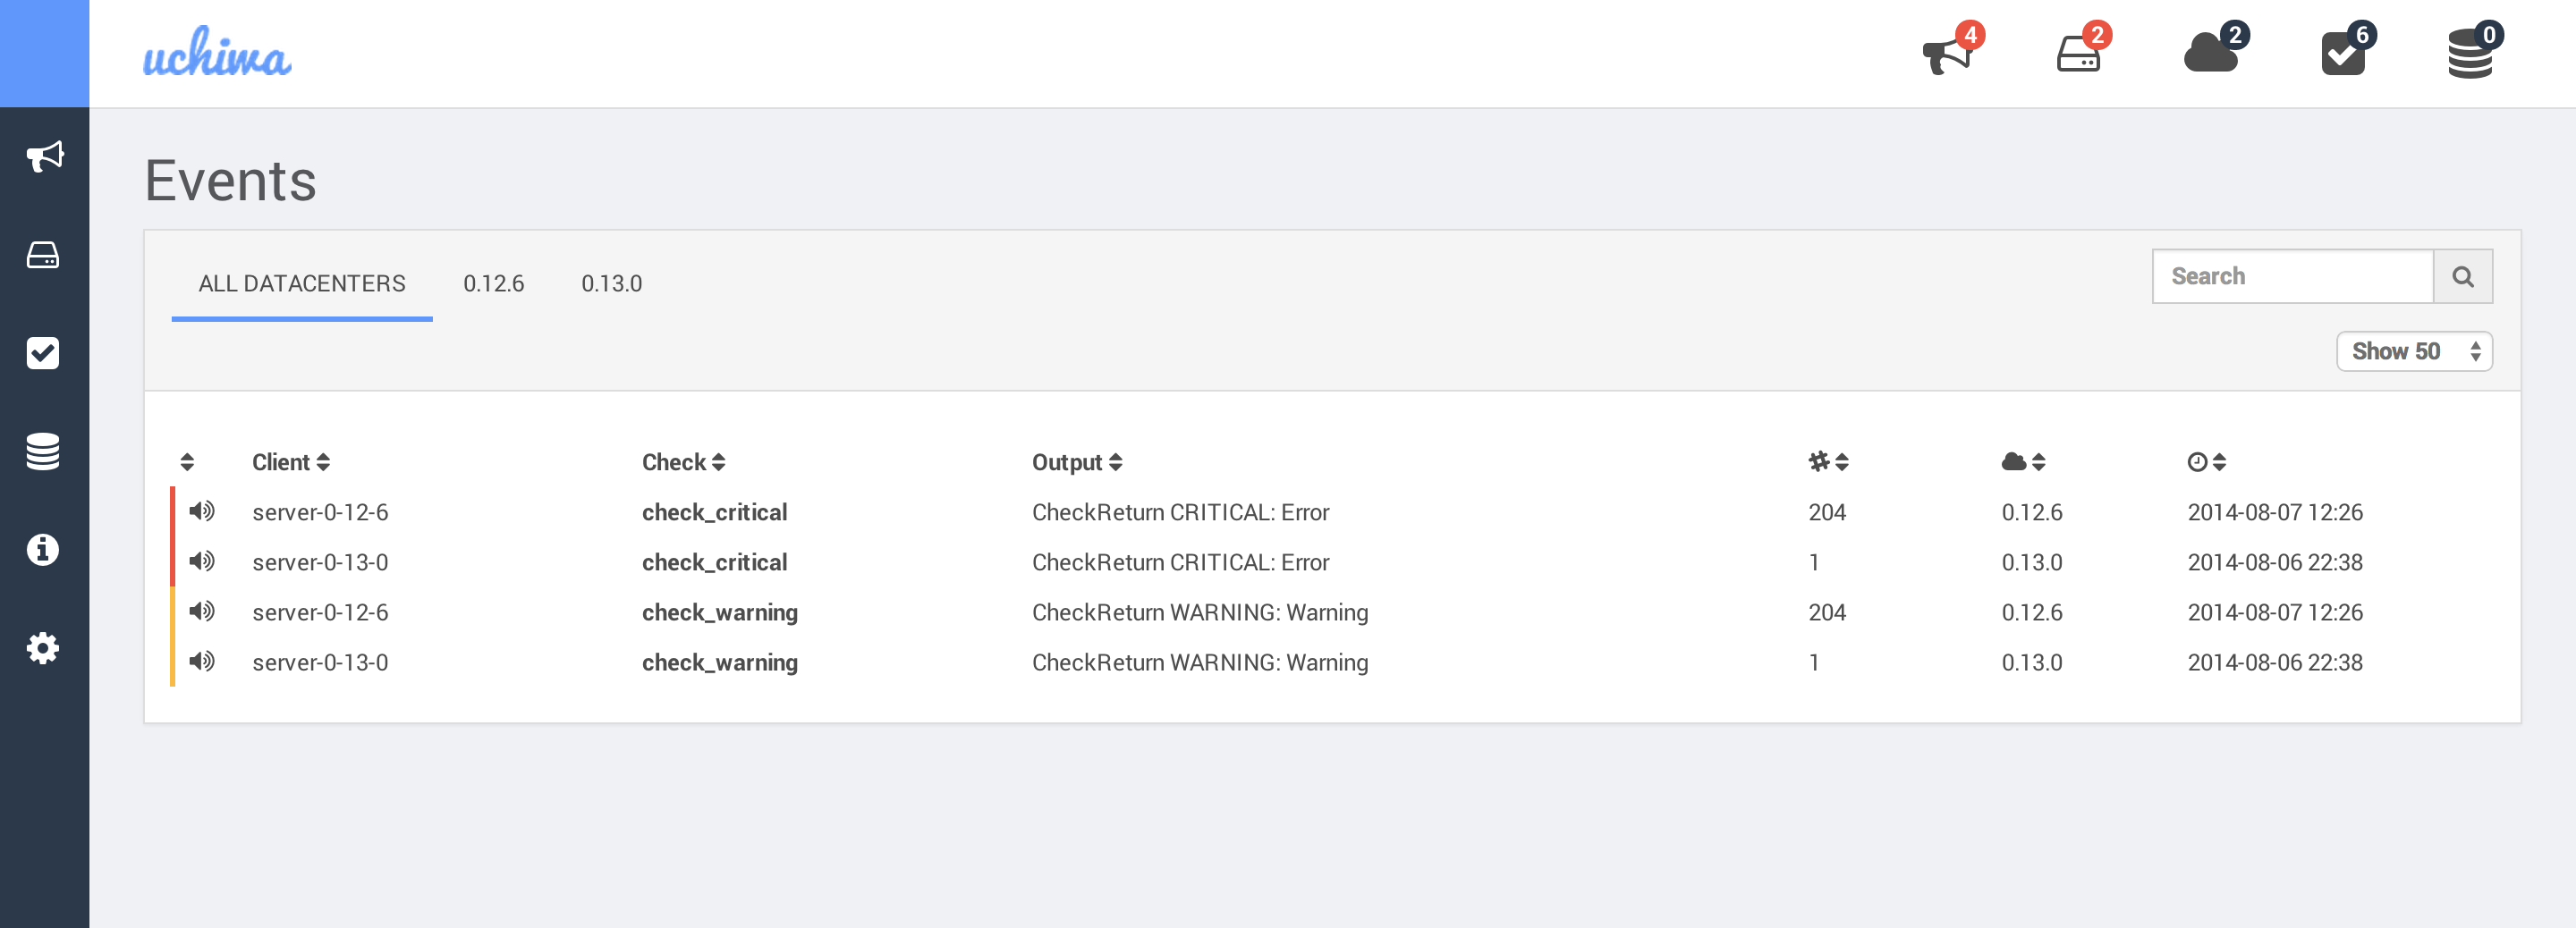 uchiwa
4 2 2 6 0
Events
ALL DATACENTERS 0.12.6 0.13.0
Search
Show 50
Client Check Output #
server-0-12-6 check_critical CheckReturn CRITICAL: Error 204 0.12.6 2014-08-07 12:26
server-0-13-0 check_critical CheckReturn CRITICAL: Error 1 0.13.0 2014-08-06 22:38
server-0-12-6 check_warning CheckReturn WARNING: Warning 204 0.12.6 2014-08-07 12:26
server-0-13-0 check_warning CheckReturn WARNING: Warning 1 0.13.0 2014-08-06 22:38